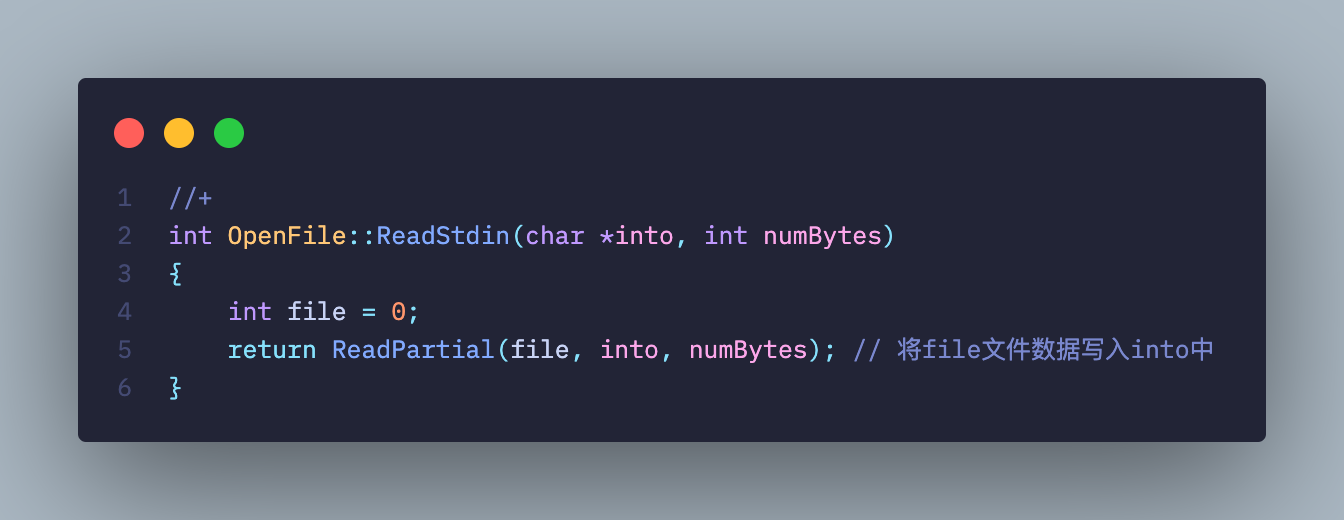 1 //+
2 int OpenFile::ReadStdin(char *into, int numBytes)
3 {
4     int file = 0;
5     return ReadPartial(file, into, numBytes); // 将file文件数据写入into中
6 }